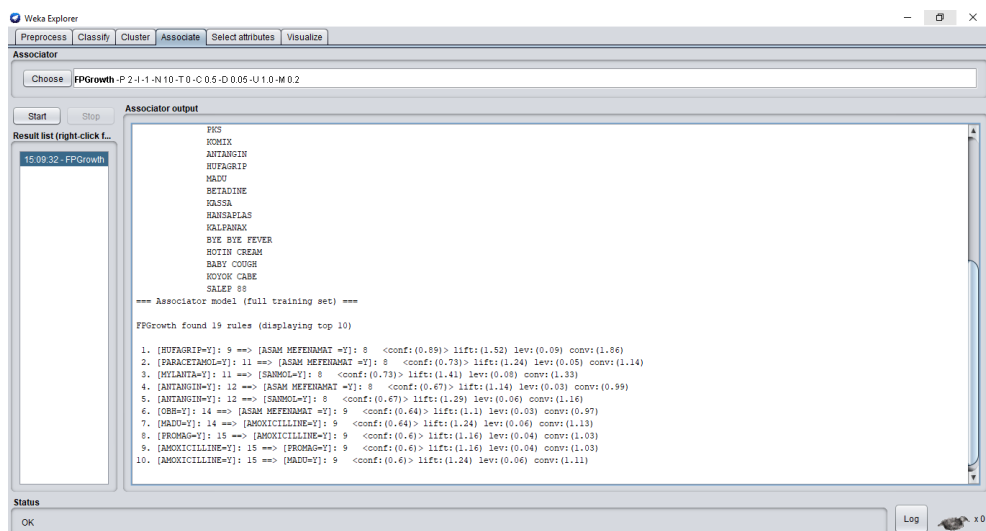 Weka Explorer
Preprocess Classify Cluster Associate Select attributes Visualize
Associator
Choose FPGrowth -P 2 -I -1 -N 10 -T 0 -C 0.5 -D 0.05 -U 1.0 -M 0.2
Start Stop
Associator output
Result list (right-click f...
15:09:32 - FPGrowth
PKS
KOMIX
ANTANGIN
HUFAGRIP
MADU
BETADINE
KASSA
HANSAPLAS
KALPANAX
BYE BYE FEVER
HOTIN CREAM
BABY COUGH
KOYOK CABE
SALEP 88
=== Associator model (full training set) ===
FPGrowth found 19 rules (displaying top 10)
1. [HUFAGRIP=Y]: 9 ==> [ASAM MEFENAMAT =Y]: 8 <conf:(0.89)> lift:(1.52) lev:(0.09) conv:(1.86)
2. [PARACETAMOL=Y]: 11 ==> [ASAM MEFENAMAT =Y]: 8 <conf:(0.73)> lift:(1.24) lev:(0.05) conv:(1.14)
3. [MYLANTA=Y]: 11 ==> [SANMOL=Y]: 8 <conf:(0.73)> lift:(1.41) lev:(0.08) conv:(1.33)
4. [ANTANGIN=Y]: 12 ==> [ASAM MEFENAMAT =Y]: 8 <conf:(0.67)> lift:(1.14) lev:(0.03) conv:(0.99)
5. [ANTANGIN=Y]: 12 ==> [SANMOL=Y]: 8 <conf:(0.67)> lift:(1.29) lev:(0.06) conv:(1.16)
6. [OBH=Y]: 14 ==> [ASAM MEFENAMAT =Y]: 9 <conf:(0.64)> lift:(1.1) lev:(0.03) conv:(0.97)
7. [MADU=Y]: 14 ==> [AMOXICILLINE=Y]: 9 <conf:(0.64)> lift:(1.24) lev:(0.06) conv:(1.13)
8. [PROMAG=Y]: 15 ==> [AMOXICILLINE=Y]: 9 <conf:(0.6)> lift:(1.16) lev:(0.04) conv:(1.03)
9. [AMOXICILLINE=Y]: 15 ==> [PROMAG=Y]: 9 <conf:(0.6)> lift:(1.16) lev:(0.04) conv:(1.03)
10. [AMOXICILLINE=Y]: 15 ==> [MADU=Y]: 9 <conf:(0.6)> lift:(1.24) lev:(0.06) conv:(1.11)
Status
OK
Log
x 0